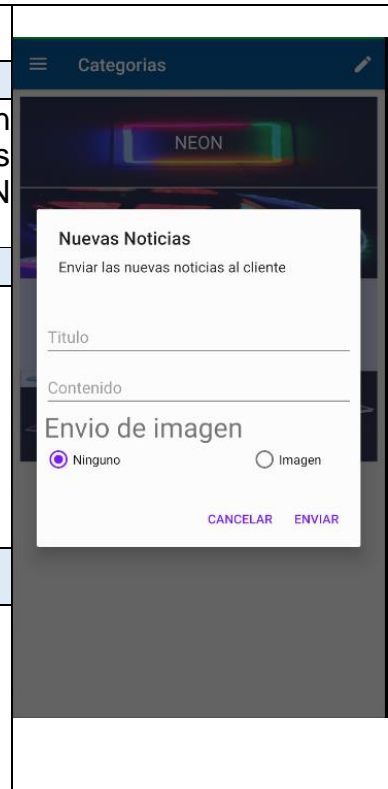 Categorias
n
NEON
s
N
Nuevas Noticias
Enviar las nuevas noticias al cliente
Titulo
Contenido
Envio de imagen
Ninguno Imagen
CANCELAR ENVIAR